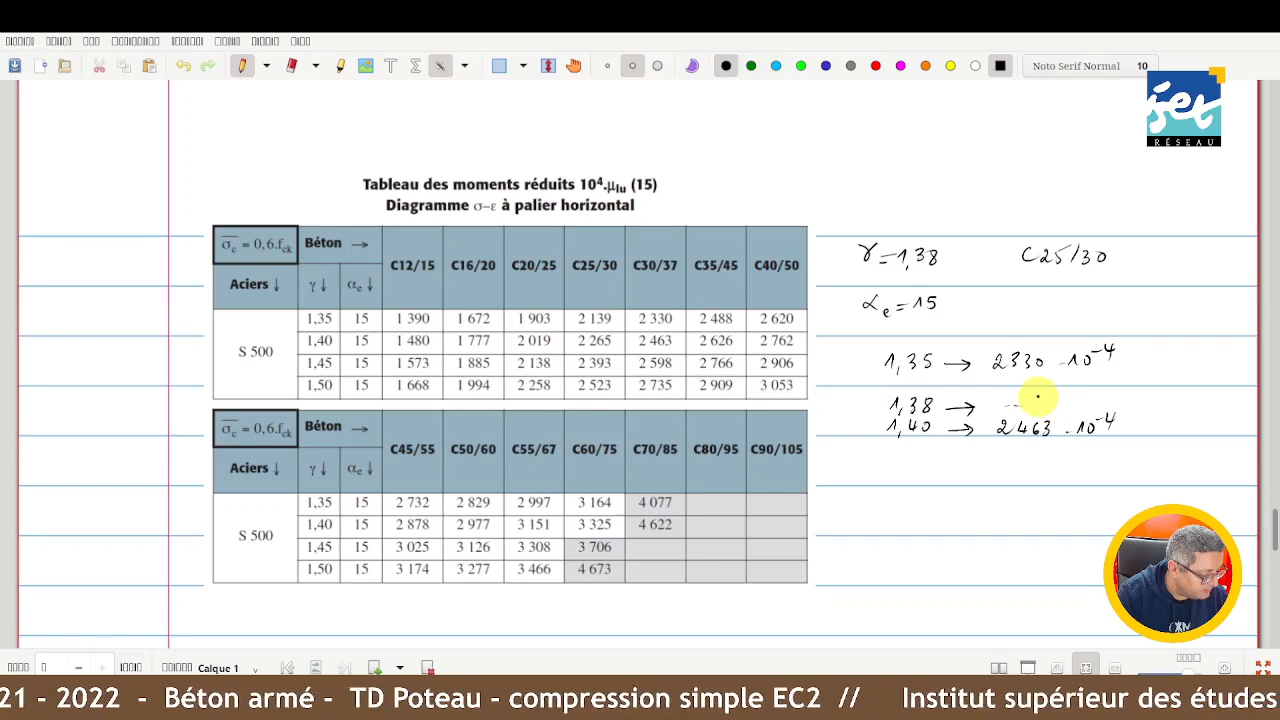 Noto Serif Normal 10
iset
RÉSEAU
Tableau des moments réduits 10⁴.μlu (15)
Diagramme σ–ε à palier horizontal
σc = 0,6.fck Béton → C12/15 C16/20 C20/25 C25/30 C30/37 C35/45 C40/50
Aciers ↓ γ ↓ αe ↓
S 500
1,35 15 1 390 1 672 1 903 2 139 2 330 2 488 2 620
1,40 15 1 480 1 777 2 019 2 265 2 463 2 626 2 762
1,45 15 1 573 1 885 2 138 2 393 2 598 2 766 2 906
1,50 15 1 668 1 994 2 258 2 523 2 735 2 909 3 053
σc = 0,6.fck Béton → C45/55 C50/60 C55/67 C60/75 C70/85 C80/95 C90/105
Aciers ↓ γ ↓ αe ↓
S 500
1,35 15 2 732 2 829 2 997 3 164 4 077
1,40 15 2 878 2 977 3 151 3 325 4 622
1,45 15 3 025 3 126 3 308 3 706
1,50 15 3 174 3 277 3 466 4 673
γ = 1,38 C25/30
αe = 15
1,35 → 2330 . 10⁻⁴
1,38 →
1,40 → 2463 . 10⁻⁴
Calque 1
21 - 2022 - Béton armé - TD Poteau - compression simple EC2 // Institut supérieur des études